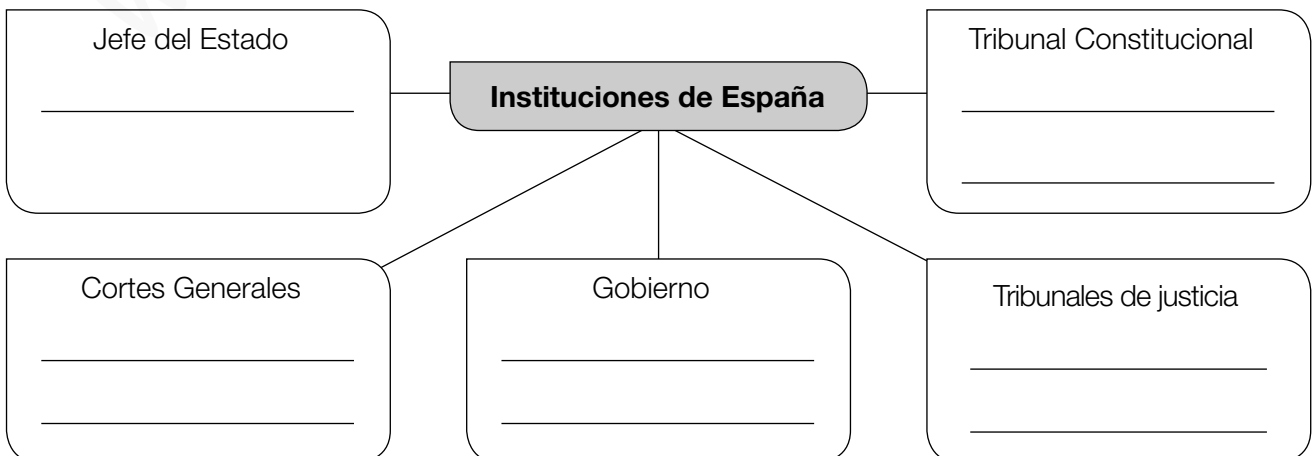 Jefe del Estado
Tribunal Constitucional
Instituciones de España
Cortes Generales
Gobierno
Tribunales de justicia